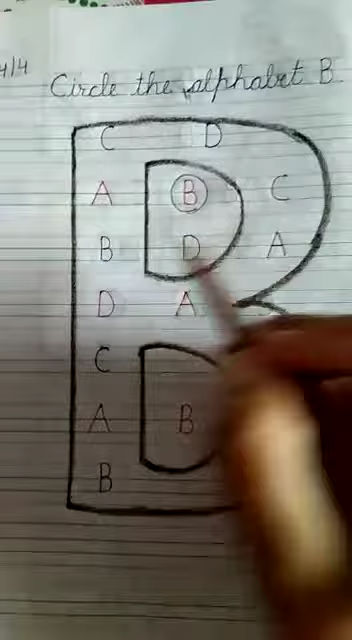 4/4
Circle the alphabet B
C D
A B C
B D A
D A
C
A B
B